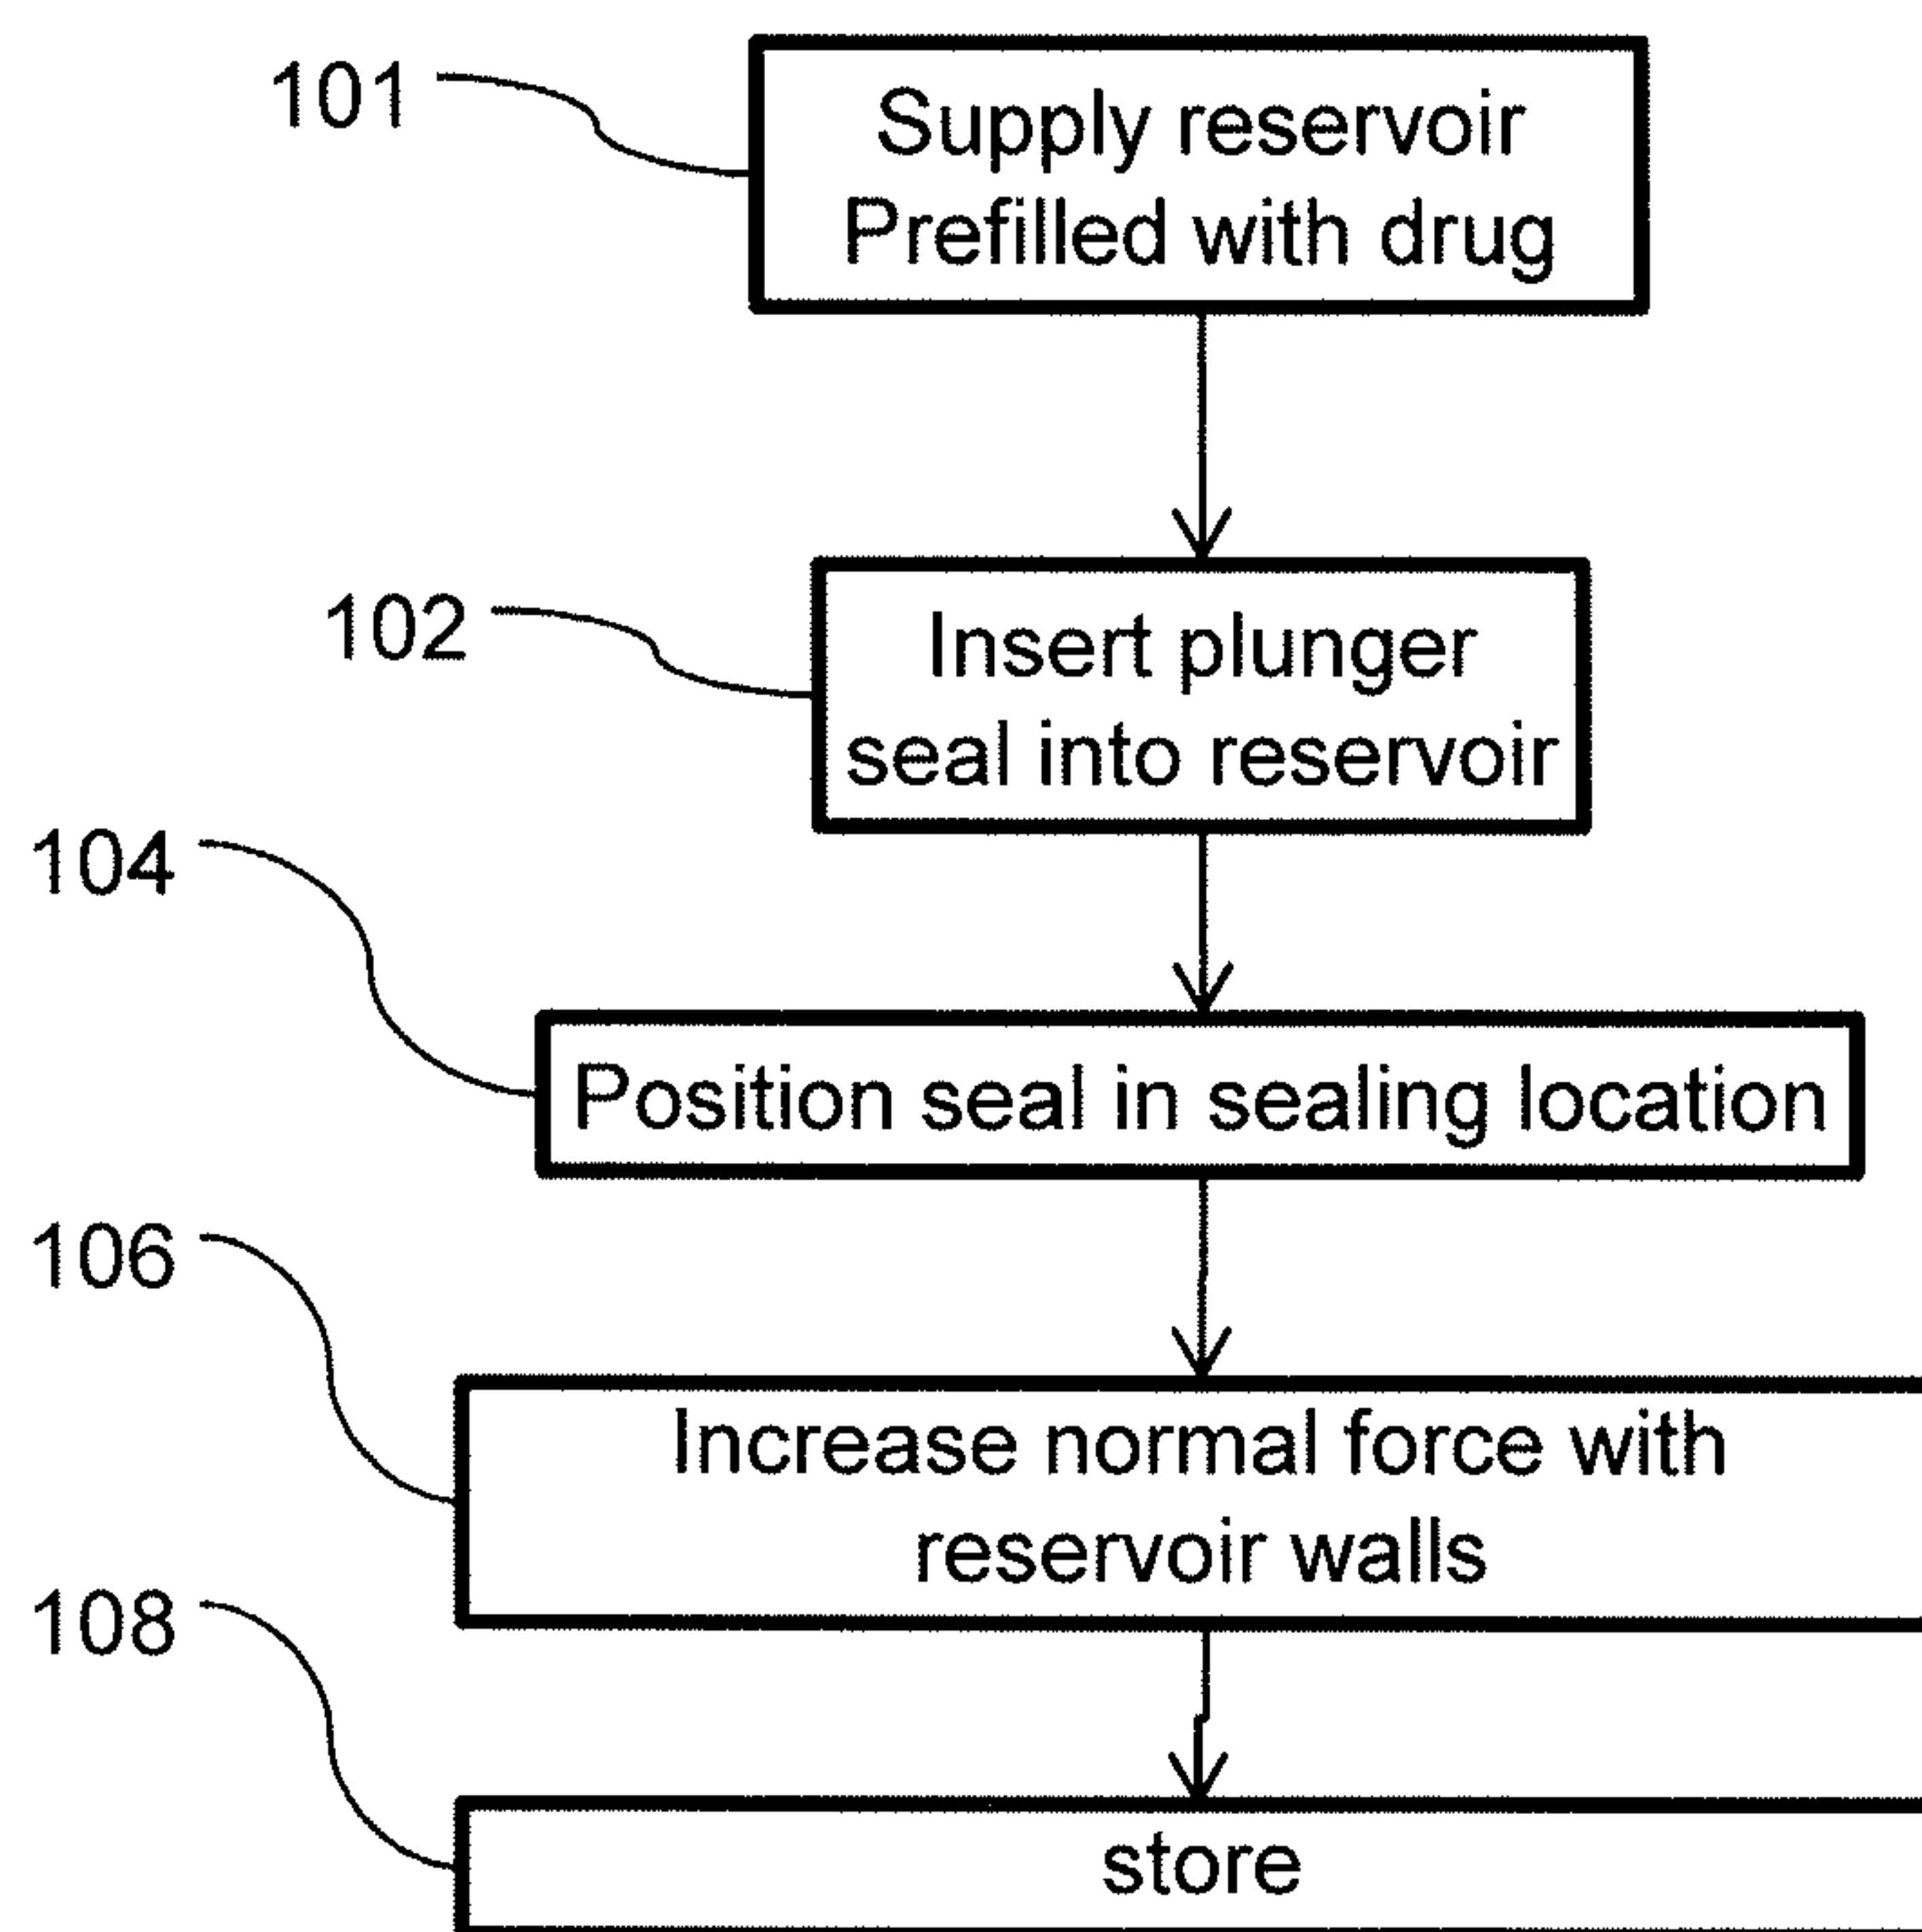 101
Supply reservoir
Prefilled with drug
102
Insert plunger
seal into reservoir
104
Position seal in sealing location
106
Increase normal force with
reservoir walls
108
store